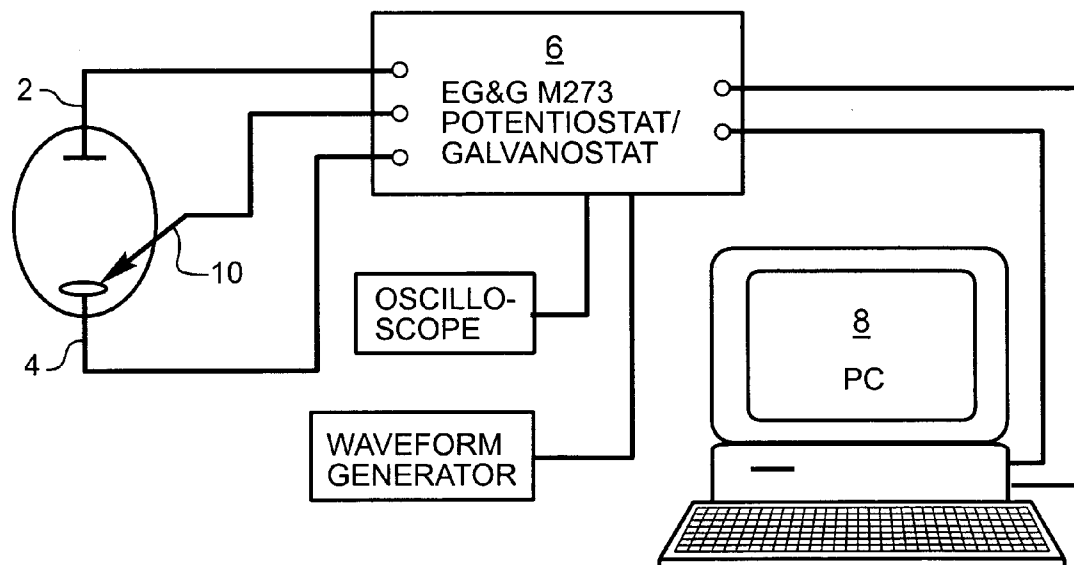 6
EG&G M273
POTENTIOSTAT/
GALVANOSTAT
2
10
4
OSCILLO-
SCOPE
WAVEFORM
GENERATOR
8
PC